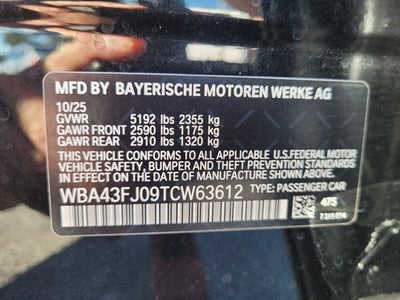 MFD BY BAYERISCHE MOTOREN WERKE AG
10/25
GVWR 5192 lbs 2355 kg
GAWR FRONT 2590 lbs 1175 kg
GAWR REAR 2910 lbs 1320 kg
THIS VEHICLE CONFORMS TO ALL APPLICABLE U.S. FEDERAL MOTOR
VEHICLE SAFETY, BUMPER, AND THEFT PREVENTION STANDARDS
IN EFFECT ON THE DATE OF MANUFACTURE SHOWN ABOVE.
WBA43FJ09TCW63612 TYPE: PASSENGER CAR
475